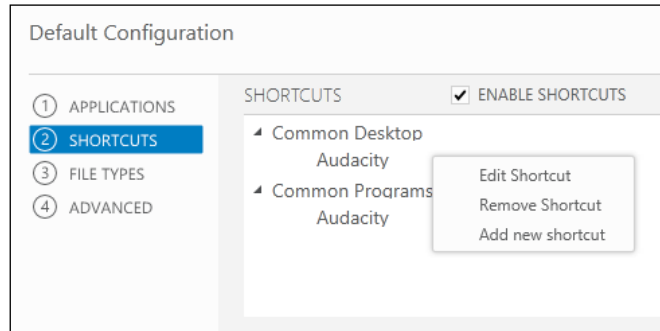 Default Configuration
1 APPLICATIONS
2 SHORTCUTS
3 FILE TYPES
4 ADVANCED
SHORTCUTS
ENABLE SHORTCUTS
Common Desktop
Audacity
Common Programs
Audacity
Edit Shortcut
Remove Shortcut
Add new shortcut